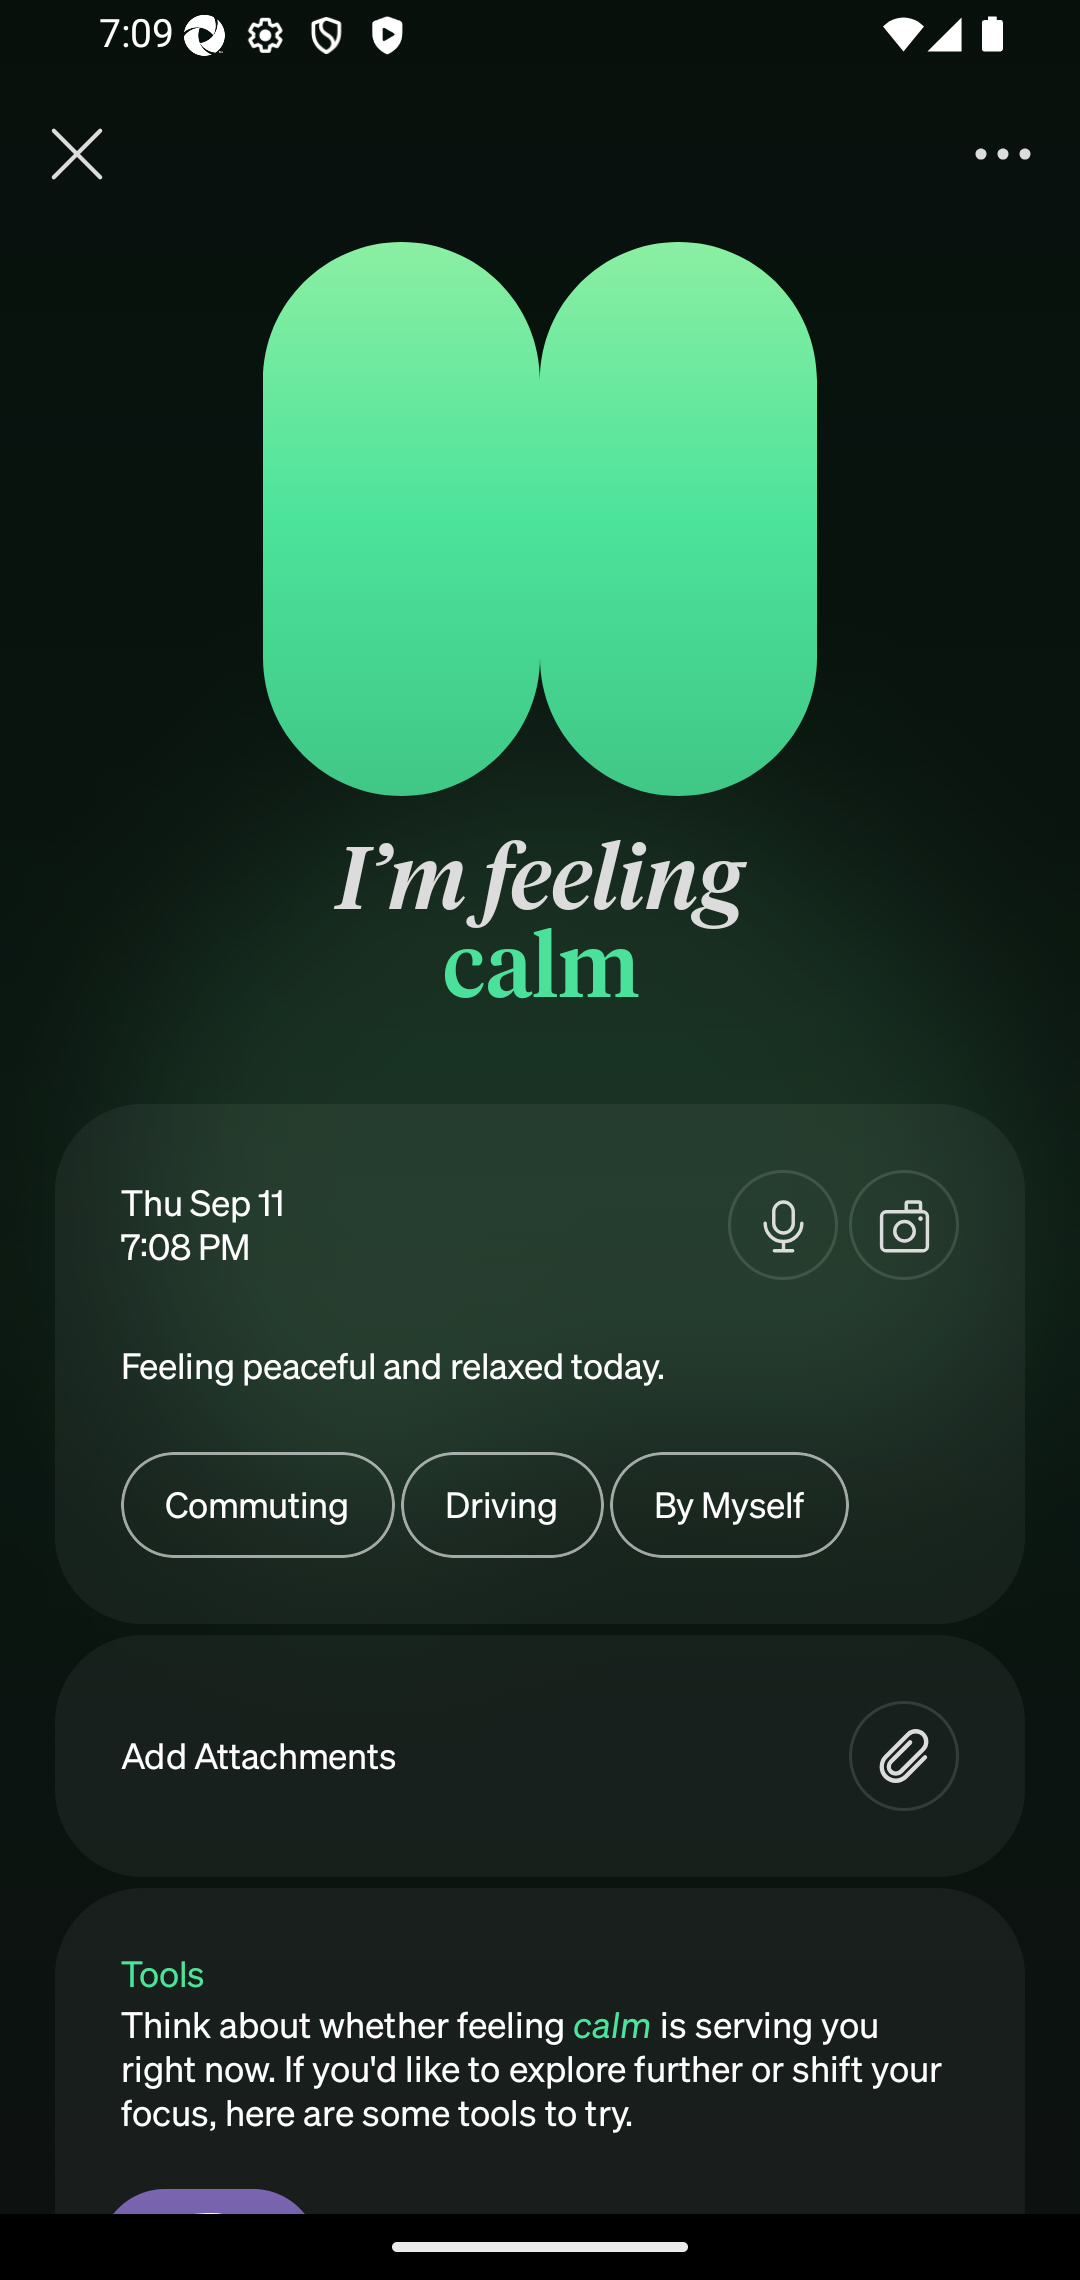 7:09
I'm feeling
calm
Thu Sep 11
7:08 PM
Feeling peaceful and relaxed today.
Commuting
Driving
By Myself
Add Attachments
Tools
Think about whether feeling calm is serving you
right now. If you'd like to explore further or shift your
focus, here are some tools to try.